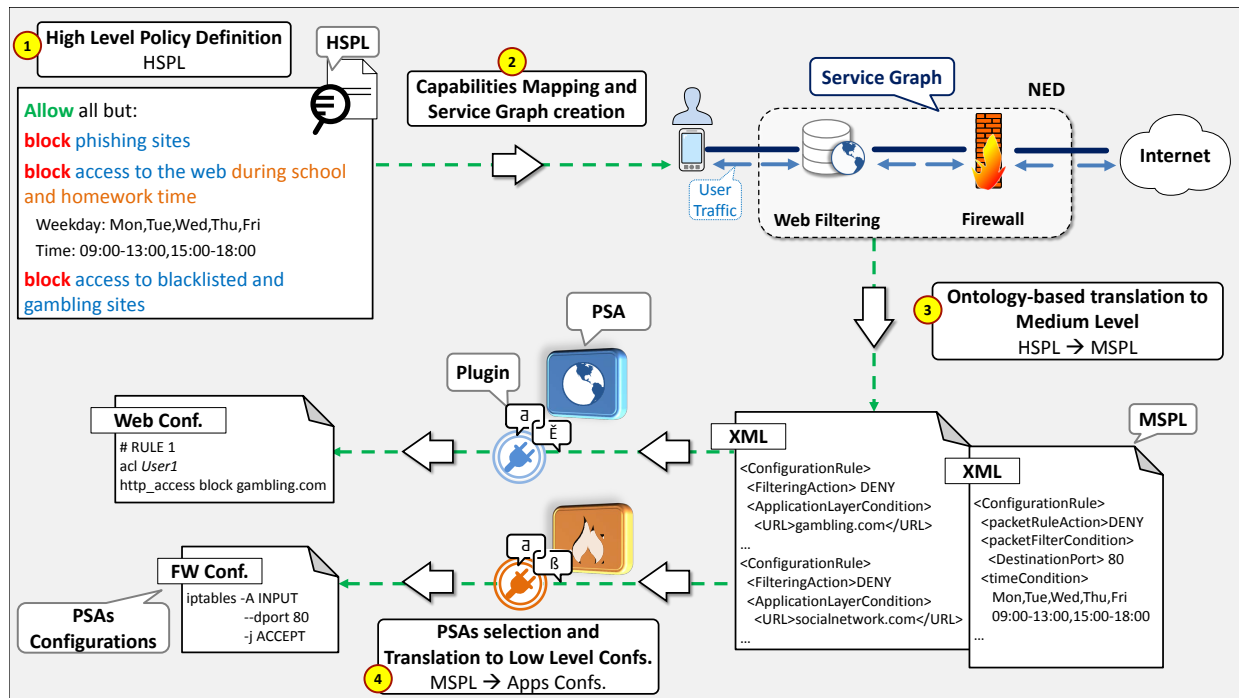 1
High Level Policy Definition
HSPL
HSPL
Allow all but:
block phishing sites
block access to the web during school
and homework time
Weekday: Mon,Tue,Wed,Thu,Fri
Time: 09:00-13:00,15:00-18:00
block access to blacklisted and
gambling sites
2
Capabilities Mapping and
Service Graph creation
Service Graph
NED
User
Traffic
Web Filtering
Firewall
Internet
3
Ontology-based translation to
Medium Level
HSPL → MSPL
MSPL
XML
<ConfigurationRule>
<FilteringAction> DENY
<ApplicationLayerCondition>
<URL>gambling.com</URL>
...
<ConfigurationRule>
<FilteringAction>DENY
<ApplicationLayerCondition>
<URL>socialnetwork.com</URL>
...
XML
<ConfigurationRule>
<packetRuleAction>DENY
<packetFilterCondition>
<DestinationPort> 80
<timeCondition>
Mon,Tue,Wed,Thu,Fri
09:00-13:00,15:00-18:00
...
PSA
Plugin
Web Conf.
# RULE 1
acl User1
http_access block gambling.com
FW Conf.
iptables -A INPUT
--dport 80
-j ACCEPT
PSAs
Configurations
4
PSAs selection and
Translation to Low Level Confs.
MSPL → Apps Confs.